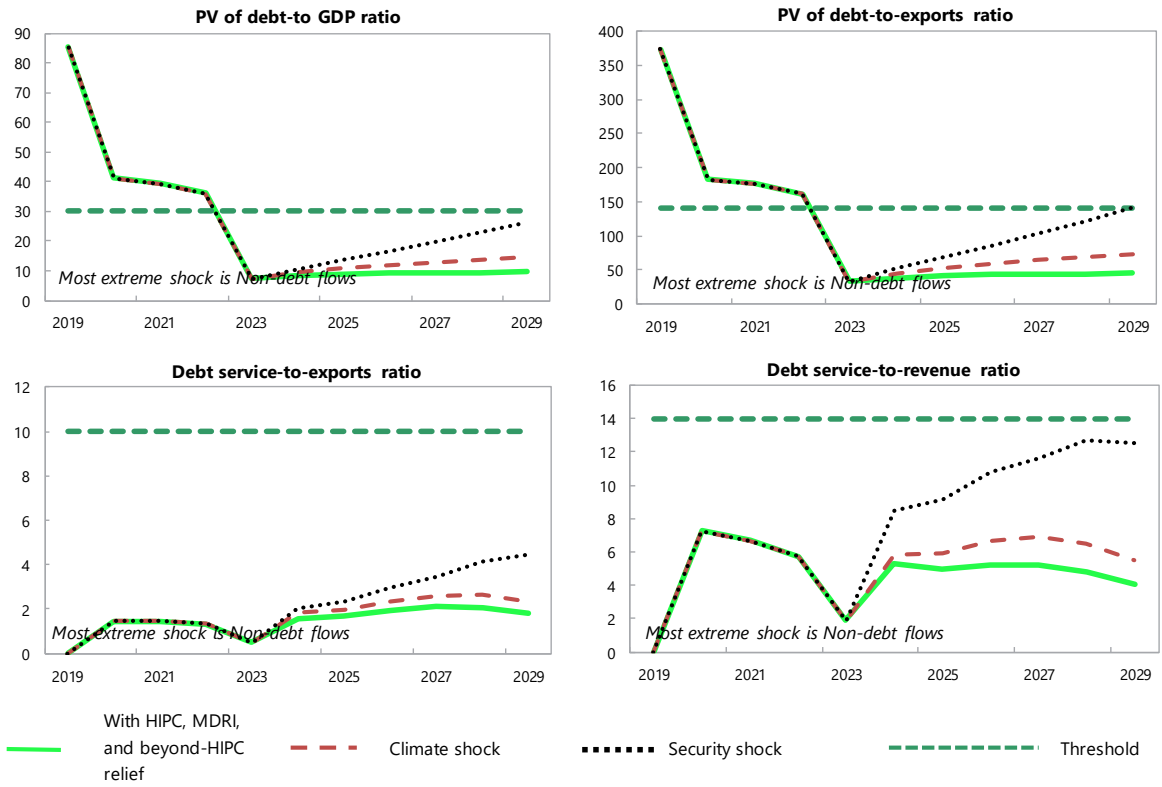 PV of debt-to GDP ratio
90
80
70
60
50
40
30
20
10
0
Most extreme shock is Non-debt flows
2019 2021 2023 2025 2027 2029
PV of debt-to-exports ratio
400
350
300
250
200
150
100
50
0
Most extreme shock is Non-debt flows
2019 2021 2023 2025 2027 2029
Debt service-to-exports ratio
12
10
8
6
4
2
0
Most extreme shock is Non-debt flows
2019 2021 2023 2025 2027 2029
Debt service-to-revenue ratio
16
14
12
10
8
6
4
2
0
Most extreme shock is Non-debt flows
2019 2021 2023 2025 2027 2029
With HIPC, MDRI,
and beyond-HIPC
relief
Climate shock
Security shock
Threshold